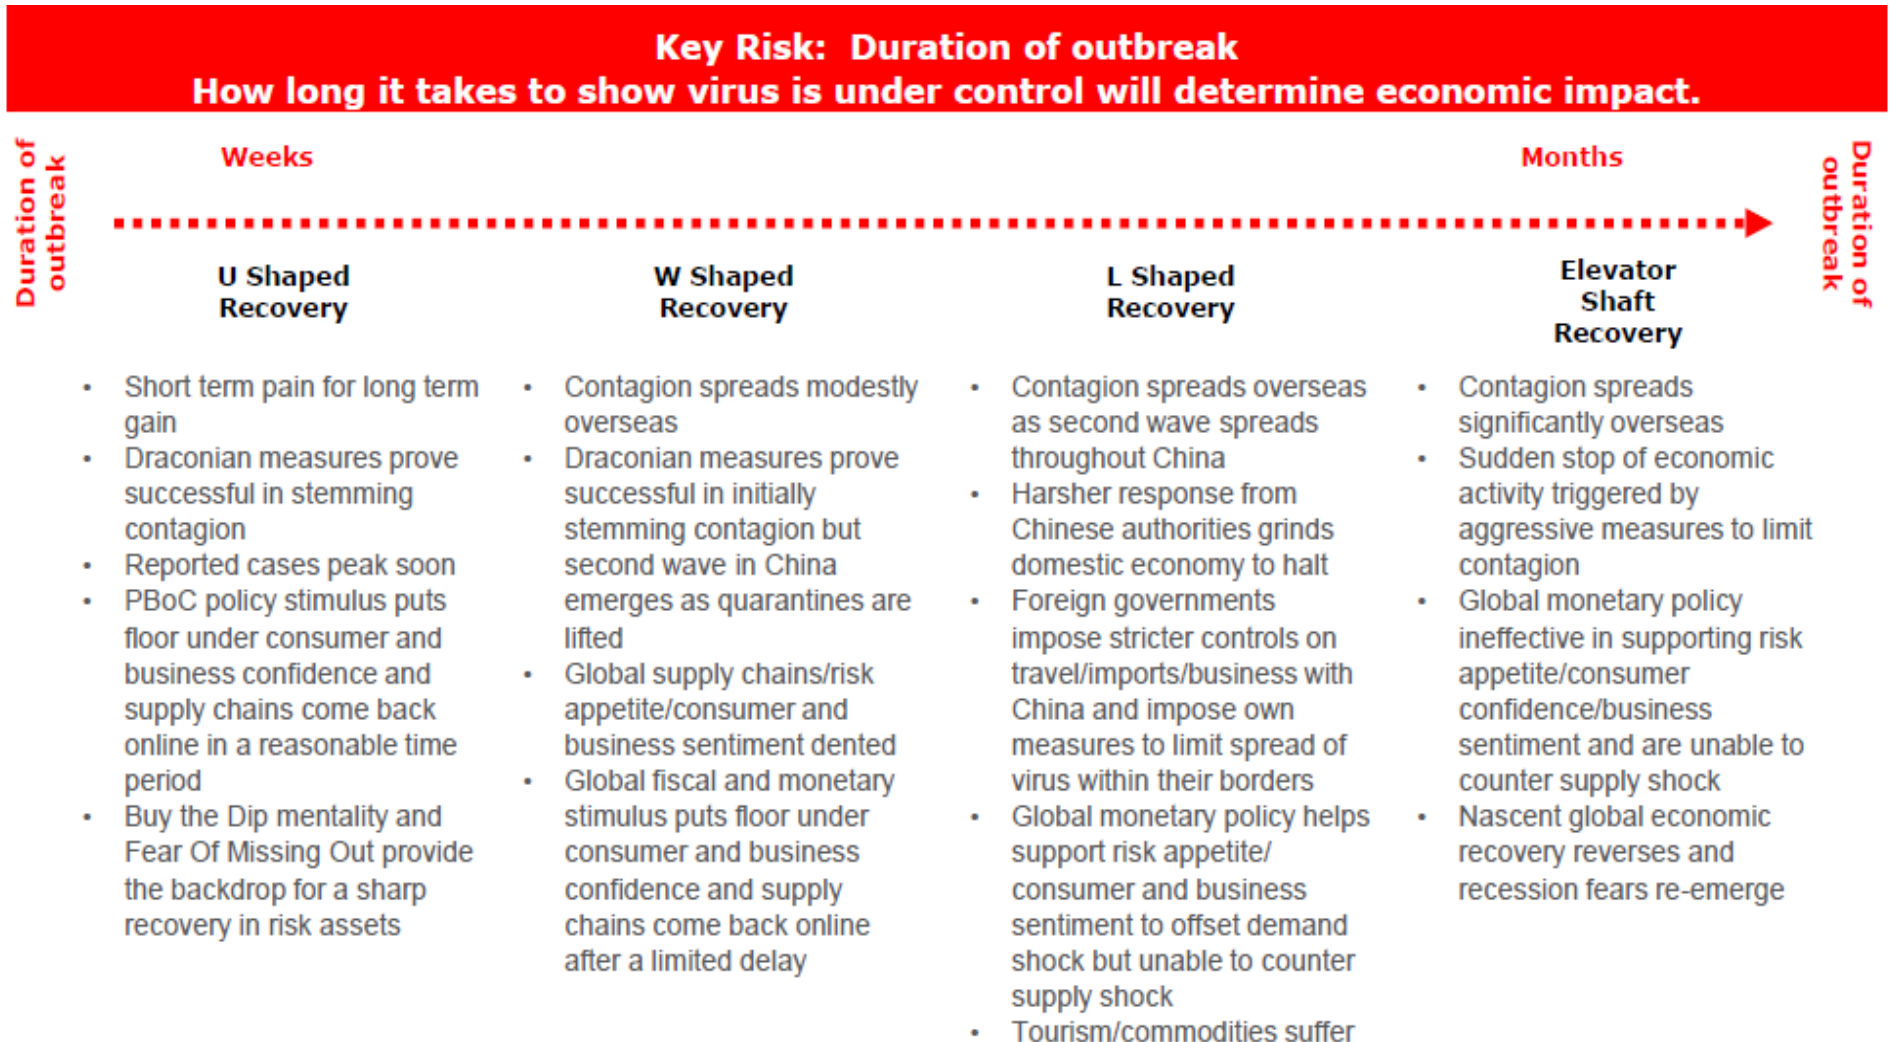 Key Risk:  Duration of outbreak
How long it takes to show virus is under control will determine economic impact.
Duration of
outbreak
Weeks
Months
Duration of
outbreak
U Shaped
Recovery
• Short term pain for long term
gain
• Draconian measures prove
successful in stemming
contagion
• Reported cases peak soon
• PBoC policy stimulus puts
floor under consumer and
business confidence and
supply chains come back
online in a reasonable time
period
• Buy the Dip mentality and
Fear Of Missing Out provide
the backdrop for a sharp
recovery in risk assets
W Shaped
Recovery
• Contagion spreads modestly
overseas
• Draconian measures prove
successful in initially
stemming contagion but
second wave in China
emerges as quarantines are
lifted
• Global supply chains/risk
appetite/consumer and
business sentiment dented
• Global fiscal and monetary
stimulus puts floor under
consumer and business
confidence and supply
chains come back online
after a limited delay
L Shaped
Recovery
• Contagion spreads overseas
as second wave spreads
throughout China
• Harsher response from
Chinese authorities grinds
domestic economy to halt
• Foreign governments
impose stricter controls on
travel/imports/business with
China and impose own
measures to limit spread of
virus within their borders
• Global monetary policy helps
support risk appetite/
consumer and business
sentiment to offset demand
shock but unable to counter
supply shock
• Tourism/commodities suffer
Elevator
Shaft
Recovery
• Contagion spreads
significantly overseas
• Sudden stop of economic
activity triggered by
aggressive measures to limit
contagion
• Global monetary policy
ineffective in supporting risk
appetite/consumer
confidence/business
sentiment and are unable to
counter supply shock
• Nascent global economic
recovery reverses and
recession fears re-emerge